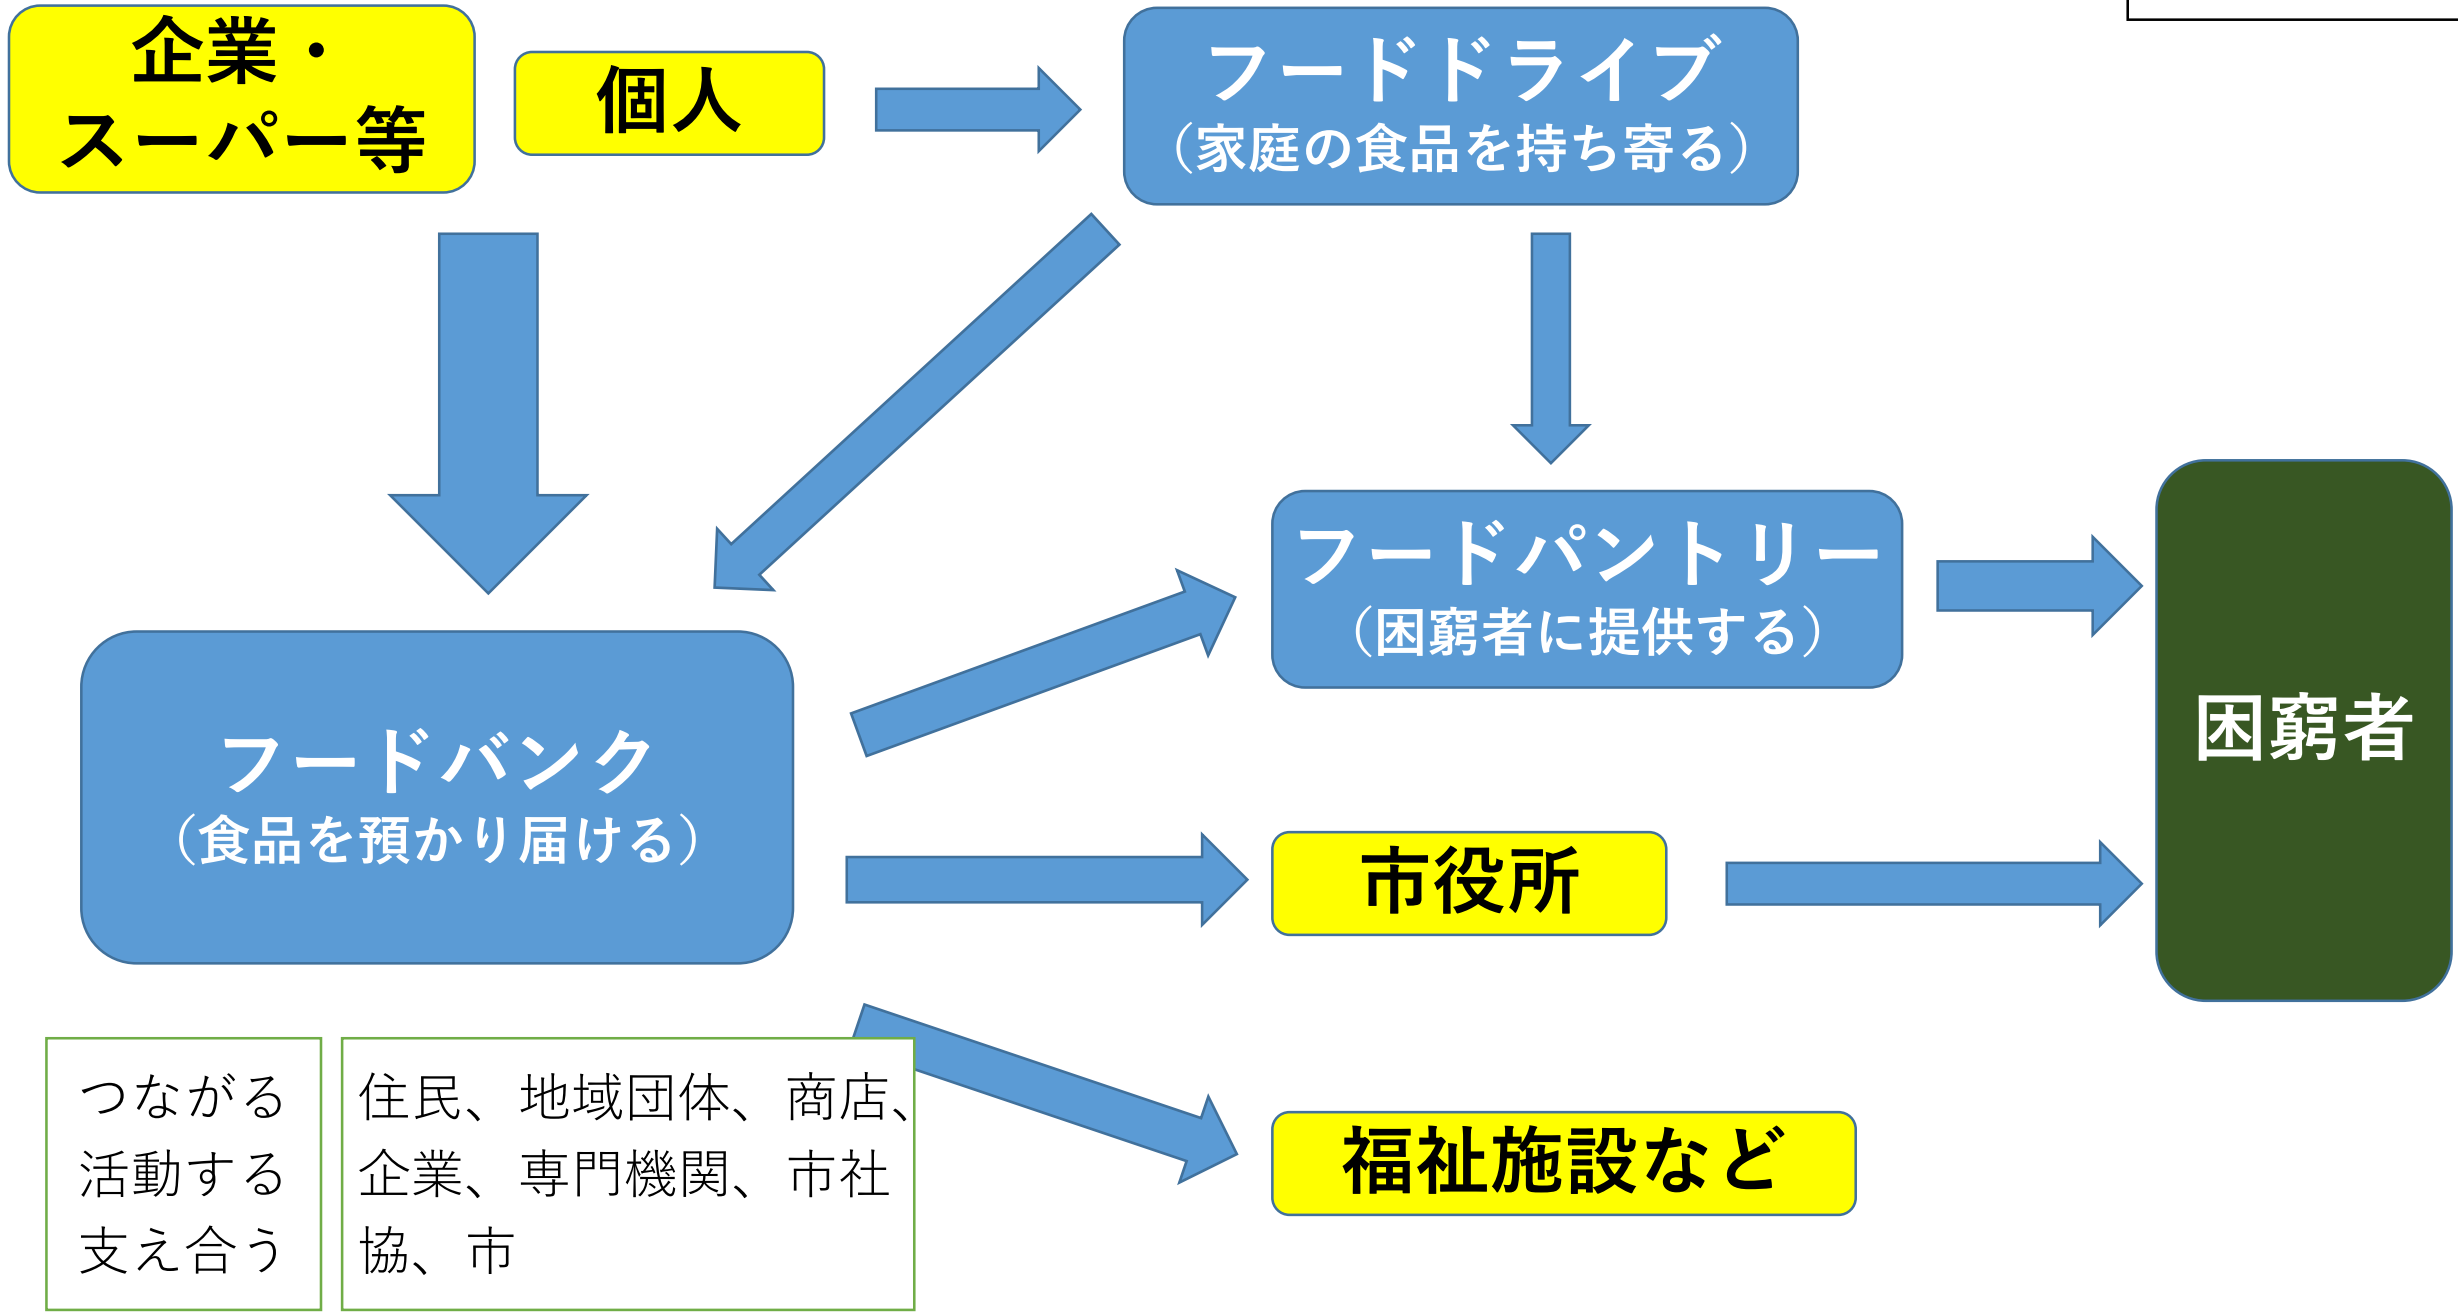 企業・
スーパー等
個人
フードドライブ
（家庭の食品を持ち寄る）
フードパントリー
（困窮者に提供する）
困窮者
フードバンク
（食品を預かり届ける）
市役所
福祉施設など
つながる
活動する
支え合う
住民、地域団体、商店、
企業、専門機関、市社
協、市